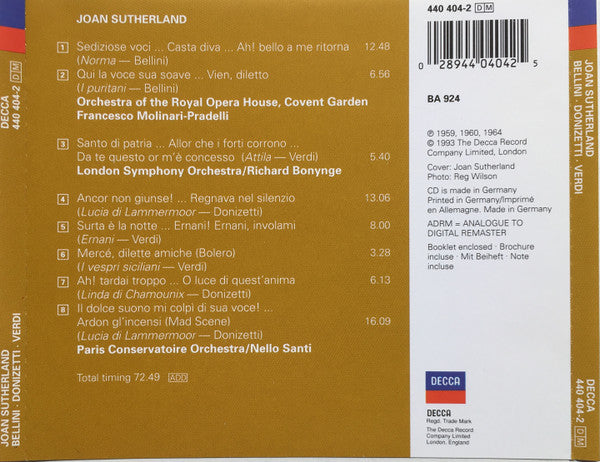 JOAN SUTHERLAND
1 Sediziose voci ... Casta diva ... Ah! bello a me ritorna 12.48
(Norma — Bellini)
2 Qui la voce sua soave ... Vien, diletto 6.56
(I puritani — Bellini)
Orchestra of the Royal Opera House, Covent Garden
Francesco Molinari-Pradelli
3 Santo di patria ... Allor che i forti corrono ...
Da te questo or m'è concesso (Attila — Verdi) 5.40
London Symphony Orchestra/Richard Bonynge
4 Ancor non giunse! ... Regnava nel silenzio 13.06
(Lucia di Lammermoor — Donizetti)
5 Surta è la notte ... Ernani! Ernani, involami 8.00
(Ernani — Verdi)
6 Mercé, dilette amiche (Bolero) 3.28
(I vespri siciliani — Verdi)
7 Ah! tardai troppo ... O luce di quest'anima 6.13
(Linda di Chamounix — Donizetti)
8 Il dolce suono mi colpì di sua voce! ...
Ardon gl'incensi (Mad Scene) 16.09
(Lucia di Lammermoor — Donizetti)
Paris Conservatoire Orchestra/Nello Santi
Total timing 72.49 ADD
440 404-2 DM
0 28944 04042 5
BA 924
℗ 1959, 1960, 1964
© 1993 The Decca Record
Company Limited, London
Cover: Joan Sutherland
Photo: Reg Wilson
CD is made in Germany
Printed in Germany/Imprimé
en Allemagne. Made in Germany
ADRM = ANALOGUE TO
DIGITAL REMASTER
Booklet enclosed · Brochure
incluse · Mit Beiheft · Note
incluse
DECCA
DECCA
Regd. Trade Mark
The Decca Record
Company Limited
London, England
DECCA
440 404-2 DM
JOAN SUTHERLAND
BELLINI · DONIZETTI · VERDI
JOAN SUTHERLAND
BELLINI · DONIZETTI · VERDI
DECCA
440 404-2 DM